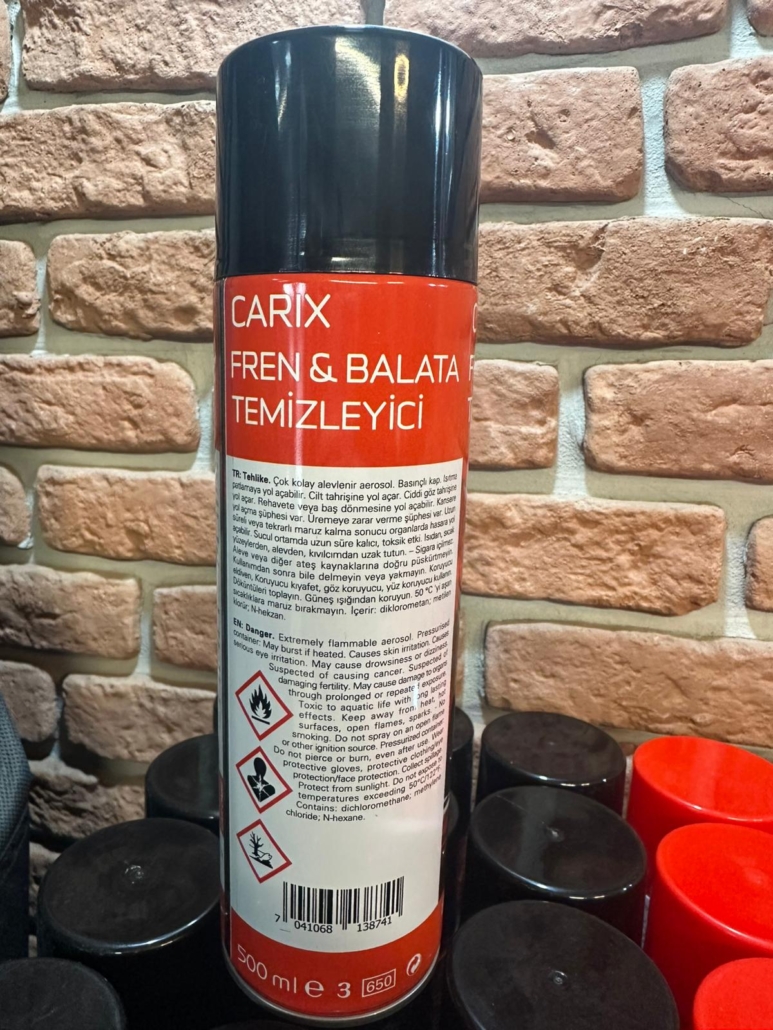 CARIX
FREN & BALATA
TEMİZLEYİCİ
TR: Tehlike. Çok kolay alevlenir aerosol. Basınçlı kap. Isıtma
patlamaya yol açabilir. Cilt tahrişine yol açar. Ciddi göz tahrişine
yol açar. Rehavete veya baş dönmesine yol açabilir. Kansere
yol açma şüphesi var. Üremeye zarar verme şüphesi var. Uzun
süreli veya tekrarlı maruz kalma sonucu organlarda hasara yol
açabilir. Sucul ortamda uzun süre kalıcı, toksik etki. Isıdan, sıcak
yüzeylerden, alevden, kıvılcımdan uzak tutun. – Sigara içilmez.
Aleve veya diğer ateş kaynaklarına doğru püskürtmeyin.
Kullanımdan sonra bile delmeyin veya yakmayın. Koruyucu
eldiven, Koruyucu kıyafet, göz koruyucu, yüz koruyucu kullanın.
Döküntüleri toplayın. Güneş ışığından koruyun. 50 °C 'yi aşan
sıcaklıklara maruz bırakmayın. İçerir: diklorometan; metilen
klorür; N-hekzan.
EN: Danger. Extremely flammable aerosol. Pressurised
container: May burst if heated. Causes skin irritation. Causes
serious eye irritation. May cause drowsiness or dizziness.
Suspected of causing cancer. Suspected of
damaging fertility. May cause damage to organs
through prolonged or repeated exposure.
Toxic to aquatic life with long lasting
effects. Keep away from heat, hot
surfaces, open flames, sparks. - No
smoking. Do not spray on an open flame
or other ignition source. Pressurized container:
Do not pierce or burn, even after use. Wear
protective gloves, protective clothing/eye
protection/face protection. Collect spillage.
Protect from sunlight. Do not expose to
temperatures exceeding 50°C/122°F.
Contains: dichloromethane; methylene
chloride; N-hexane.
7 041068 138741
500 ml e 3 650